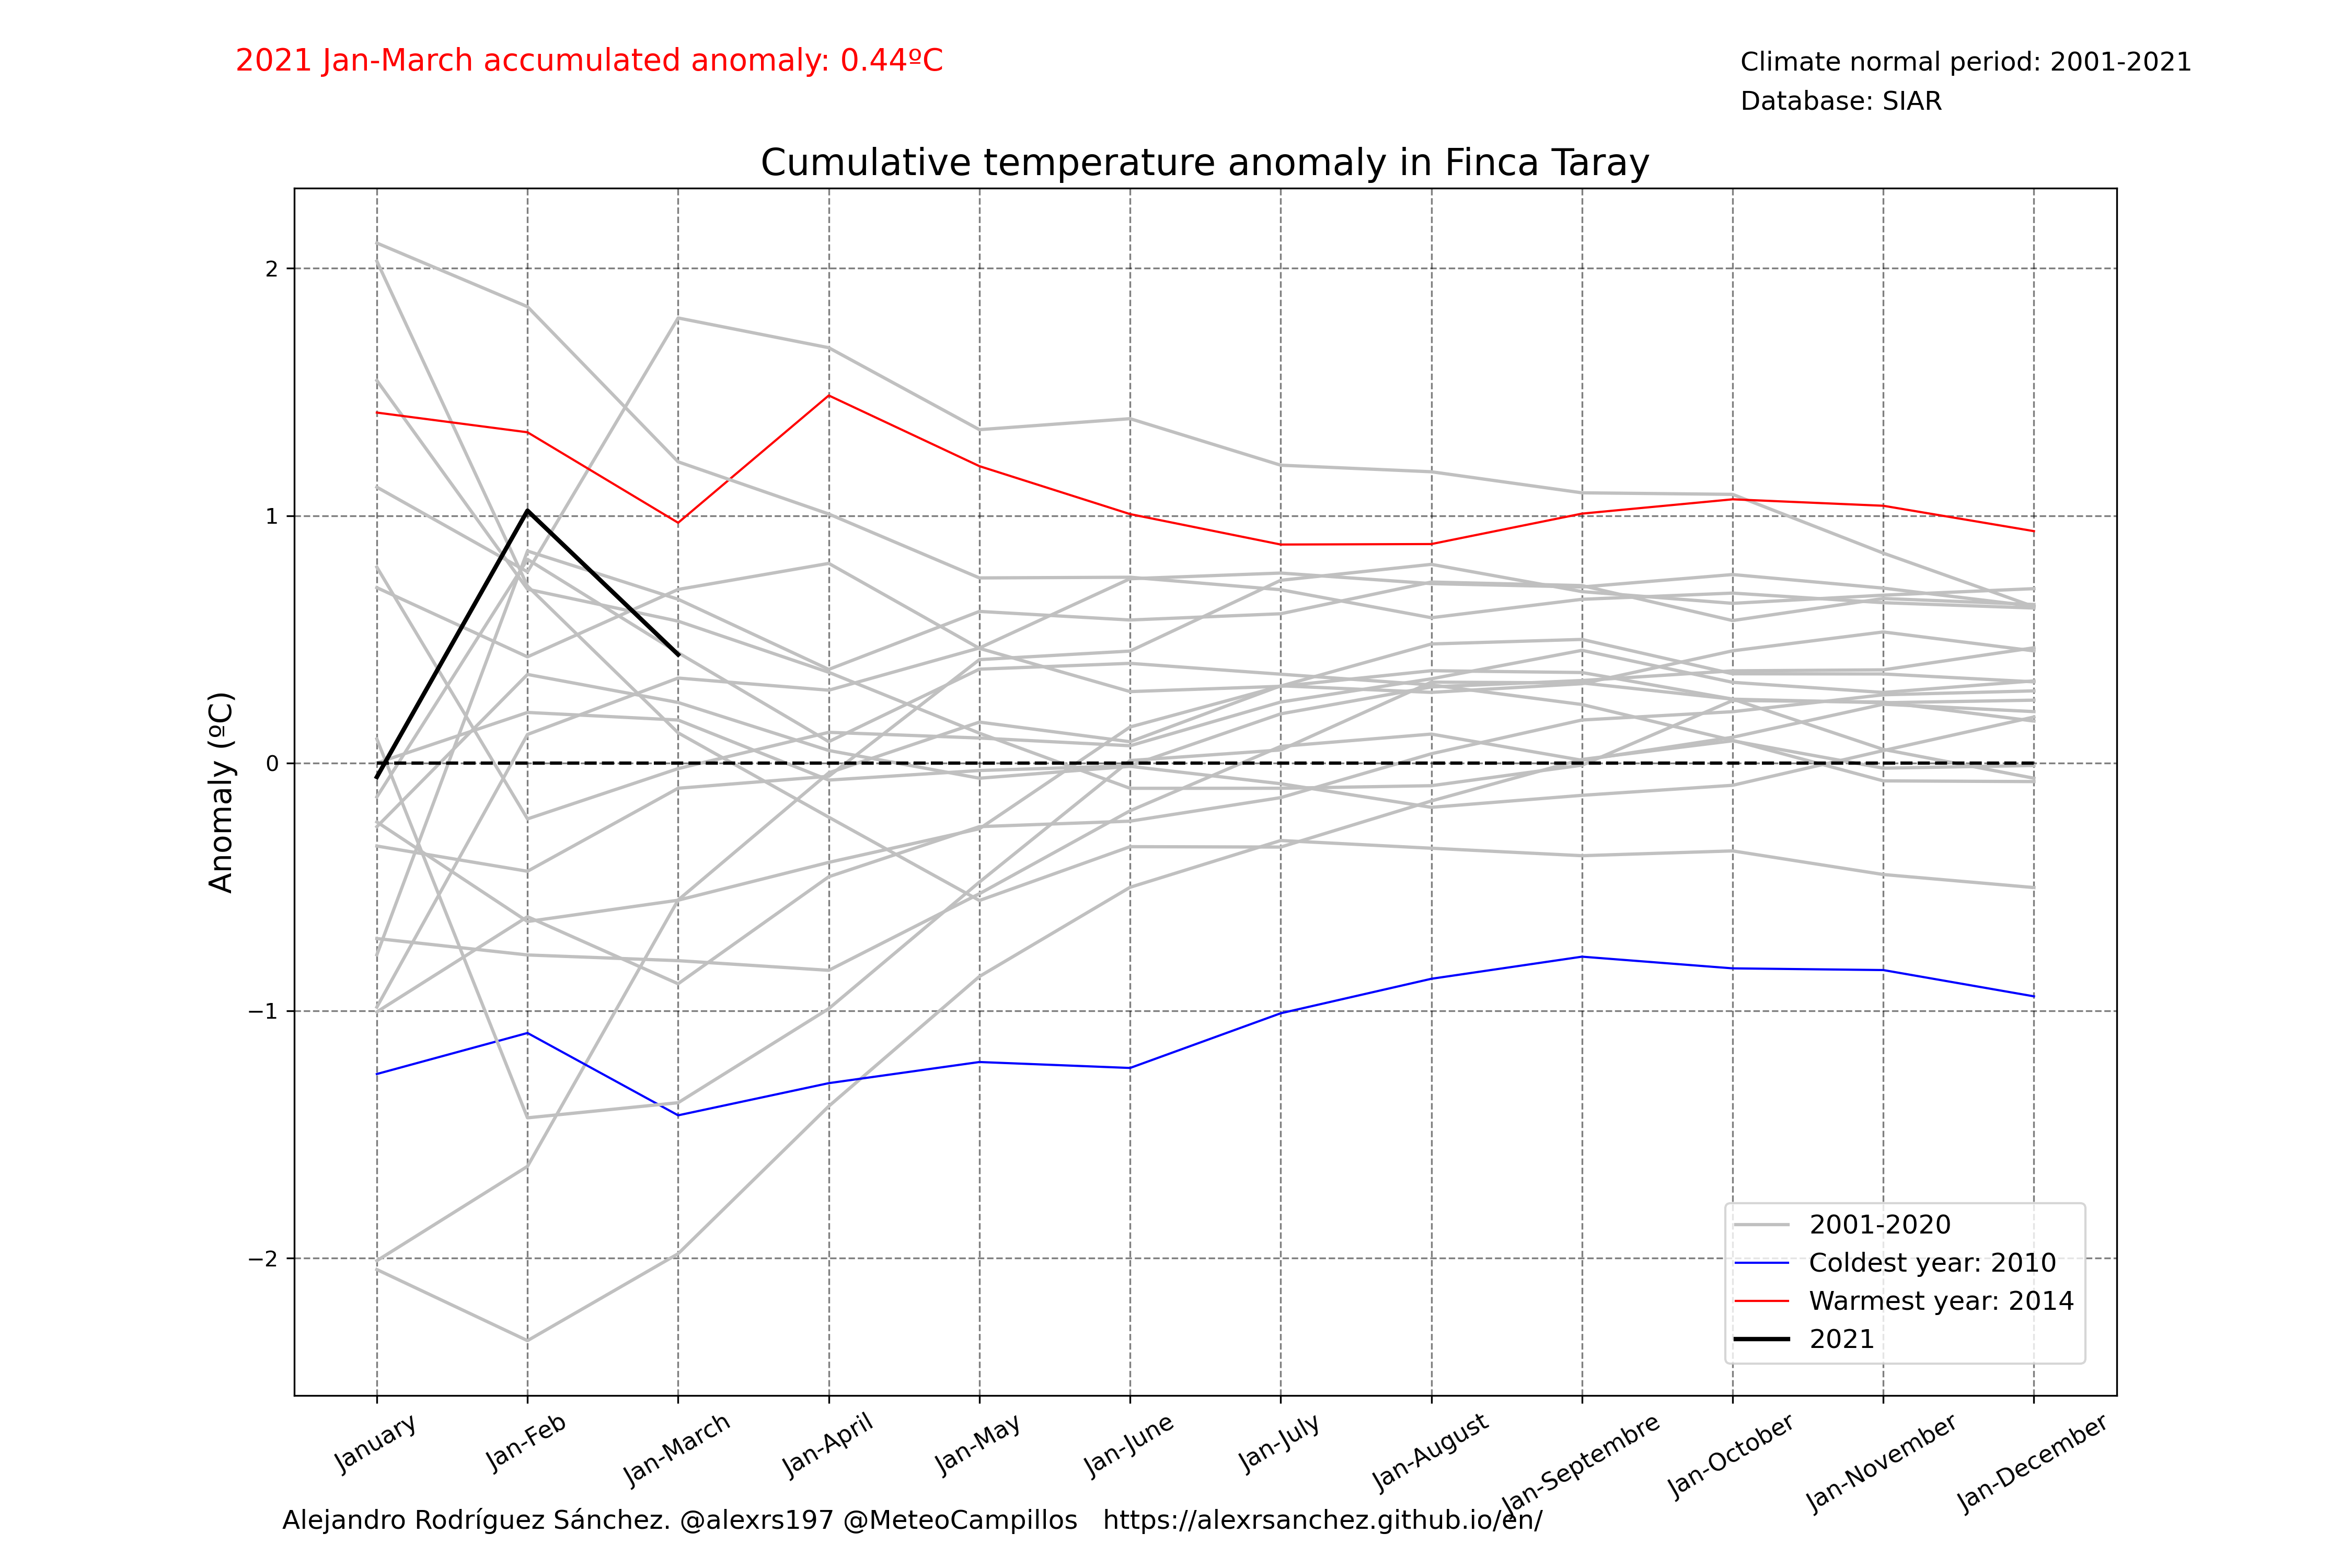 2021 Jan-March accumulated anomaly: 0.44ºC
Climate normal period: 2001-2021
Database: SIAR
Cumulative temperature anomaly in Finca Taray
Anomaly (ºC)
2
1
0
−1
−2
2001-2020
Coldest year: 2010
Warmest year: 2014
2021
January
Jan-Feb
Jan-March
Jan-April
Jan-May
Jan-June
Jan-July
Jan-August
Jan-Septembre
Jan-October
Jan-November
Jan-December
Alejandro Rodríguez Sánchez. @alexrs197 @MeteoCampillos https://alexrsanchez.github.io/en/